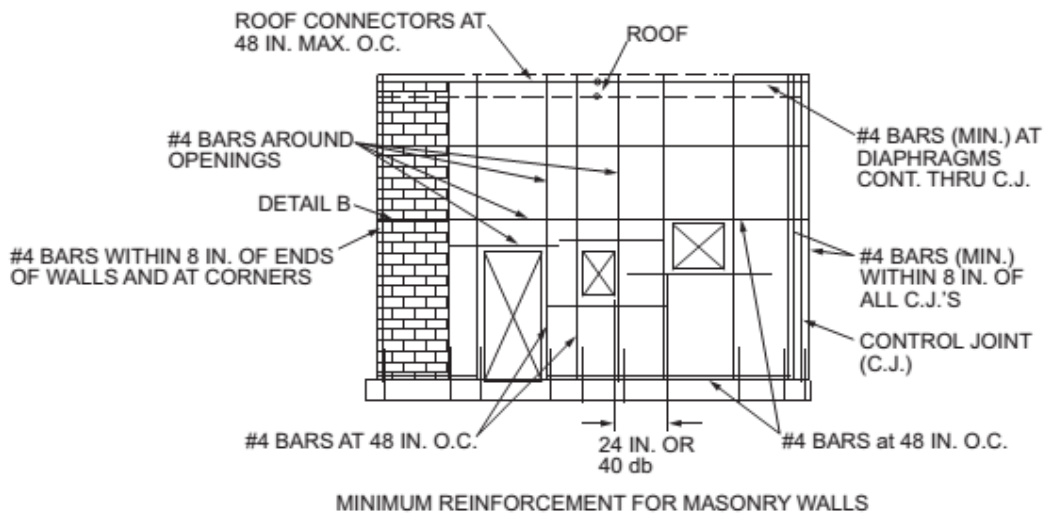 ROOF CONNECTORS AT
48 IN. MAX. O.C.
ROOF
#4 BARS AROUND
OPENINGS
#4 BARS (MIN.) AT
DIAPHRAGMS
CONT. THRU C.J.
DETAIL B
#4 BARS WITHIN 8 IN. OF ENDS
OF WALLS AND AT CORNERS
#4 BARS (MIN.)
WITHIN 8 IN. OF
ALL C.J.'S
CONTROL JOINT
(C.J.)
#4 BARS AT 48 IN. O.C.
24 IN. OR
40 db
#4 BARS at 48 IN. O.C.
MINIMUM REINFORCEMENT FOR MASONRY WALLS